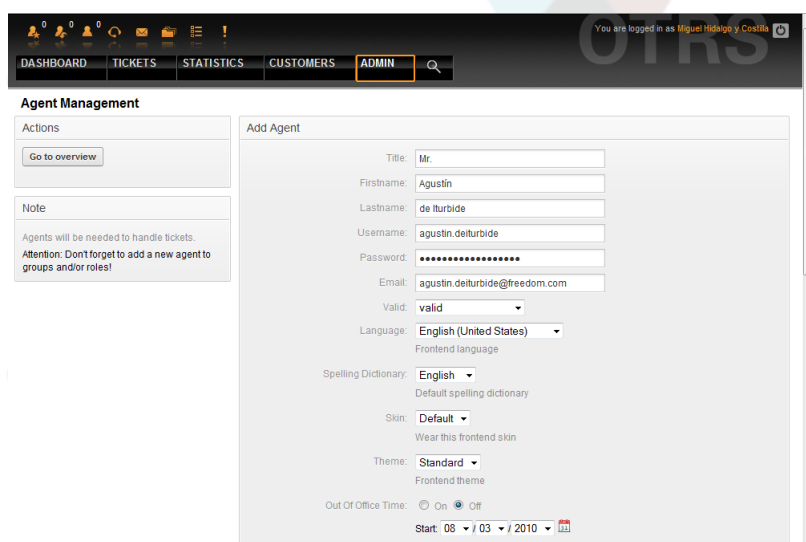 0 0 0
You are logged in as Miguel Hidalgo y Costilla
OTRS
DASHBOARD TICKETS STATISTICS CUSTOMERS ADMIN
Agent Management
Actions
Go to overview
Note
Agents will be needed to handle tickets.
Attention: Don't forget to add a new agent to
groups and/or roles!
Add Agent
Title: Mr.
Firstname: Agustín
Lastname: de Iturbide
Username: agustin.deiturbide
Password: ●●●●●●●●●●●●●●●●●●
Email: agustin.deiturbide@freedom.com
Valid: valid
Language: English (United States)
Frontend language
Spelling Dictionary: English
Default spelling dictionary
Skin: Default
Wear this frontend skin
Theme: Standard
Frontend theme
Out Of Office Time: On Off
Start: 08 / 03 / 2010